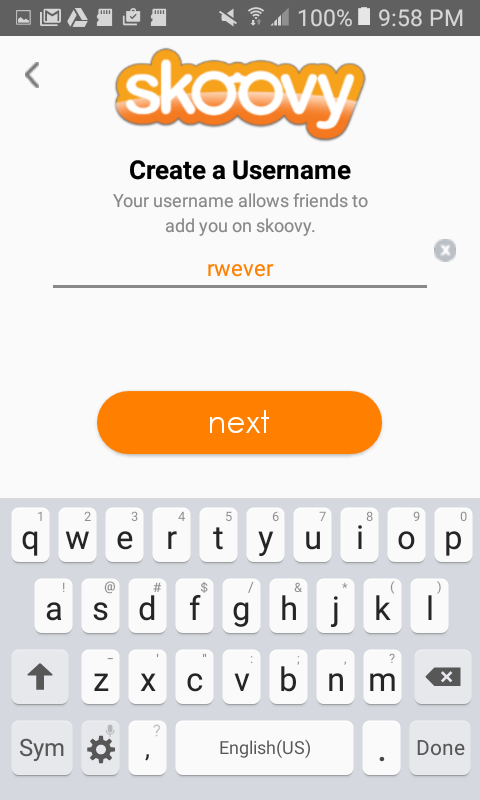 100% 9:58 PM
skoovy
Create a Username
Your username allows friends to
add you on skoovy.
rwever
next
1 2 3 4 5 6 7 8 9 0
q w e r t y u i o p
! @ # $ / & * ( )
a s d f g h j k l
– ' " : ; , ?
z x c v b n m
?
Sym , English(US) . Done